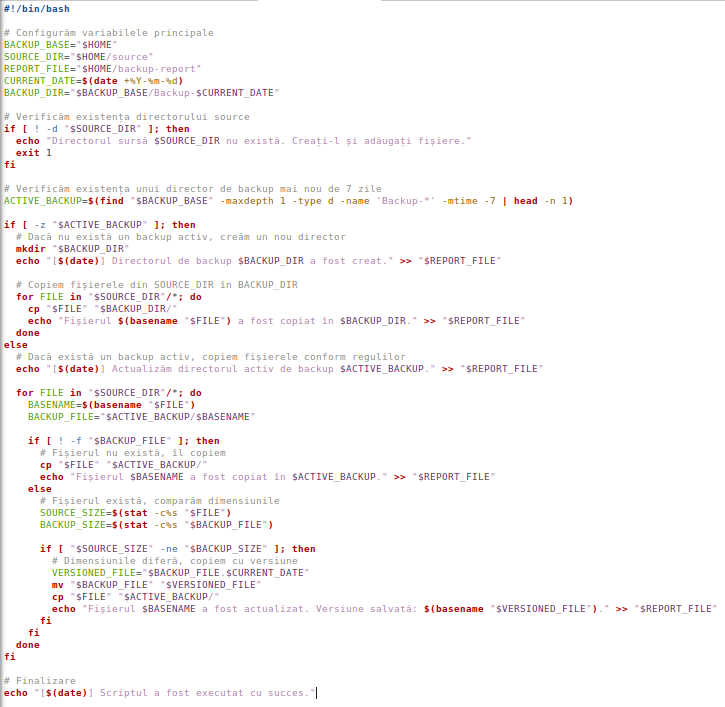 #!/bin/bash

# Configurăm variabilele principale
BACKUP_BASE="$HOME"
SOURCE_DIR="$HOME/source"
REPORT_FILE="$HOME/backup-report"
CURRENT_DATE=$(date +%Y-%m-%d)
BACKUP_DIR="$BACKUP_BASE/Backup-$CURRENT_DATE"

# Verificăm existența directorului source
if [ ! -d "$SOURCE_DIR" ]; then
  echo "Directorul sursă $SOURCE_DIR nu există. Creați-l și adăugați fișiere."
  exit 1
fi

# Verificăm existența unui director de backup mai nou de 7 zile
ACTIVE_BACKUP=$(find "$BACKUP_BASE" -maxdepth 1 -type d -name 'Backup-*' -mtime -7 | head -n 1)

if [ -z "$ACTIVE_BACKUP" ]; then
  # Dacă nu există un backup activ, creăm un nou director
  mkdir "$BACKUP_DIR"
  echo "[$(date)] Directorul de backup $BACKUP_DIR a fost creat." >> "$REPORT_FILE"

  # Copiem fișierele din SOURCE_DIR în BACKUP_DIR
  for FILE in "$SOURCE_DIR"/*; do
    cp "$FILE" "$BACKUP_DIR/"
    echo "Fișierul $(basename "$FILE") a fost copiat în $BACKUP_DIR." >> "$REPORT_FILE"
  done
else
  # Dacă există un backup activ, copiem fișierele conform regulilor
  echo "[$(date)] Actualizăm directorul activ de backup $ACTIVE_BACKUP." >> "$REPORT_FILE"

  for FILE in "$SOURCE_DIR"/*; do
    BASENAME=$(basename "$FILE")
    BACKUP_FILE="$ACTIVE_BACKUP/$BASENAME"

    if [ ! -f "$BACKUP_FILE" ]; then
      # Fișierul nu există, îl copiem
      cp "$FILE" "$ACTIVE_BACKUP/"
      echo "Fișierul $BASENAME a fost copiat în $ACTIVE_BACKUP." >> "$REPORT_FILE"
    else
      # Fișierul există, comparăm dimensiunile
      SOURCE_SIZE=$(stat -c%s "$FILE")
      BACKUP_SIZE=$(stat -c%s "$BACKUP_FILE")

      if [ "$SOURCE_SIZE" -ne "$BACKUP_SIZE" ]; then
        # Dimensiunile diferă, copiem cu versiune
        VERSIONED_FILE="$BACKUP_FILE.$CURRENT_DATE"
        mv "$BACKUP_FILE" "$VERSIONED_FILE"
        cp "$FILE" "$ACTIVE_BACKUP/"
        echo "Fișierul $BASENAME a fost actualizat. Versiune salvată: $(basename "$VERSIONED_FILE")." >> "$REPORT_FILE"
      fi
    fi
  done
fi

# Finalizare
echo "[$(date)] Scriptul a fost executat cu succes."